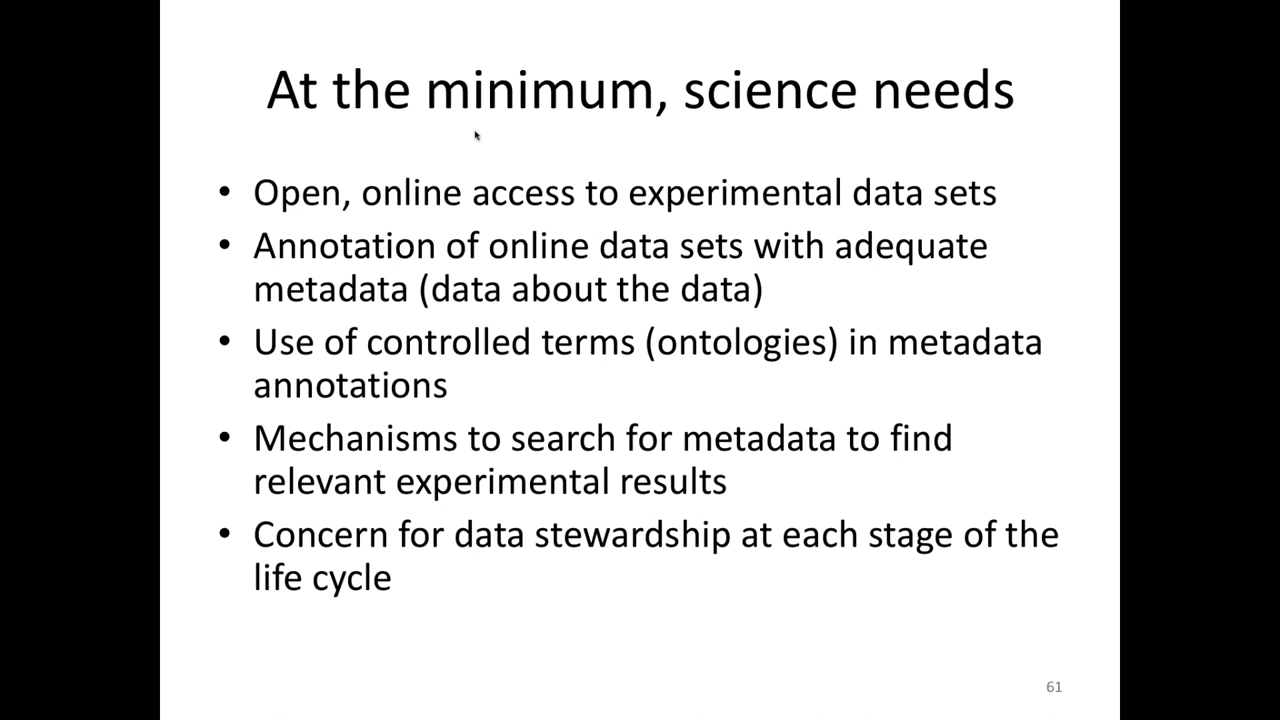 At the minimum, science needs
• Open, online access to experimental data sets
• Annotation of online data sets with adequate
metadata (data about the data)
• Use of controlled terms (ontologies) in metadata
annotations
• Mechanisms to search for metadata to find
relevant experimental results
• Concern for data stewardship at each stage of the
life cycle
61